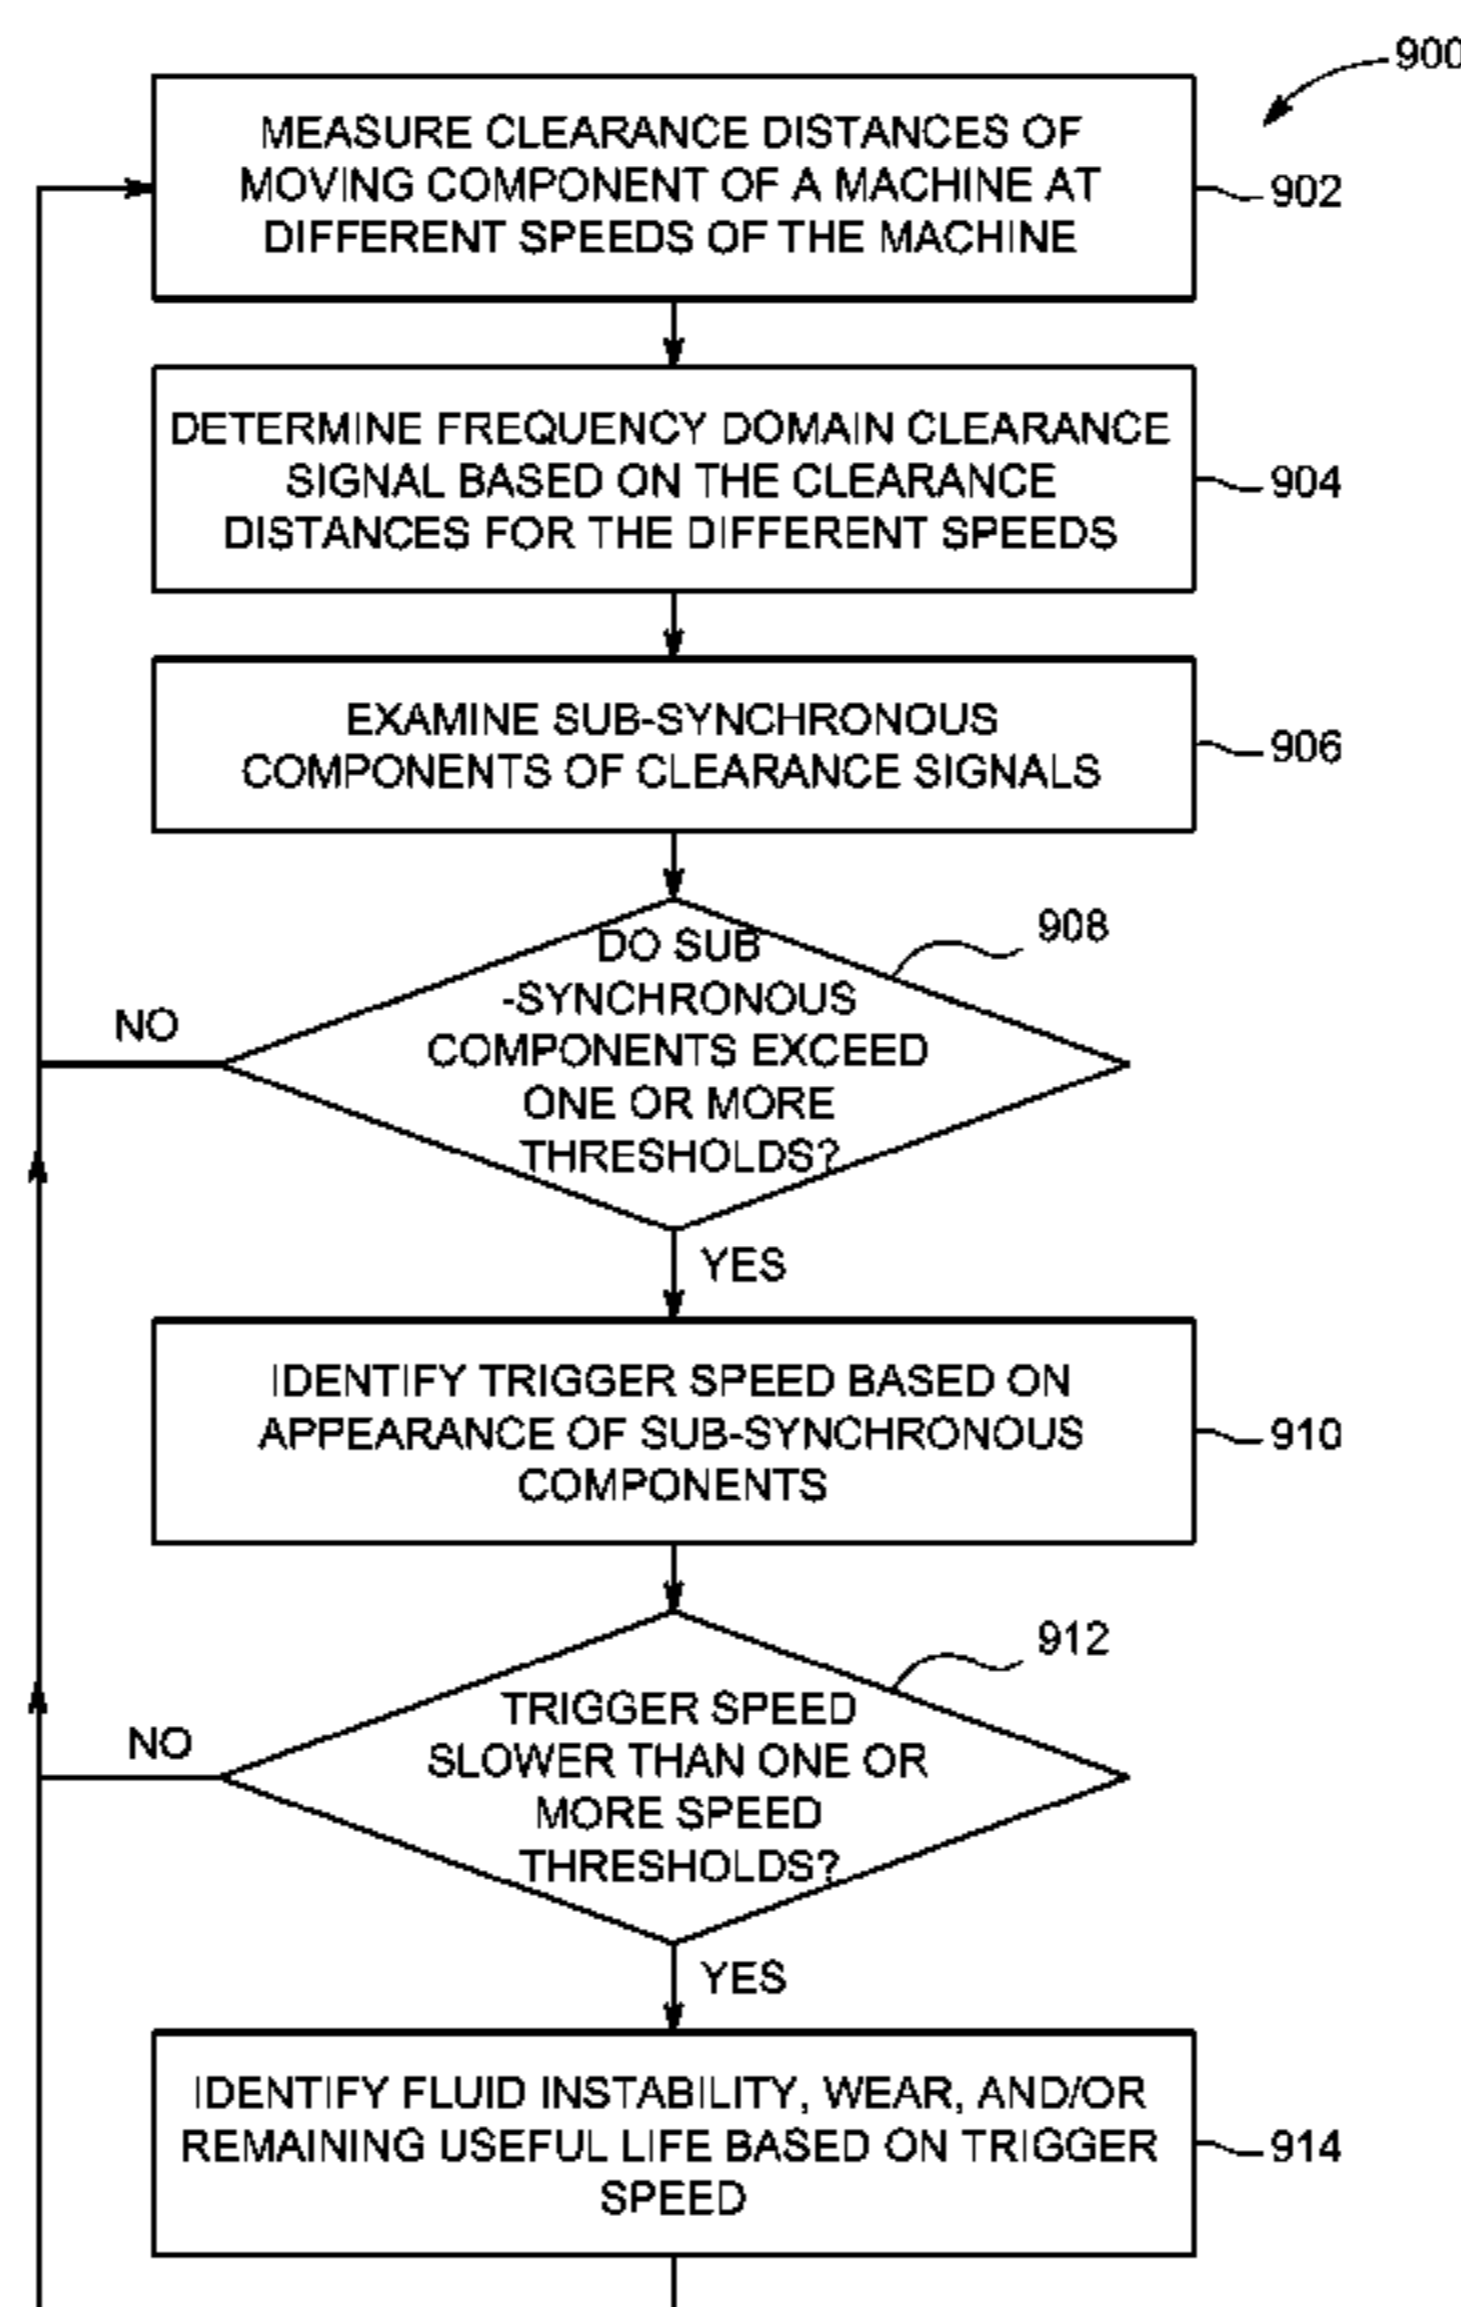 900
MEASURE CLEARANCE DISTANCES OF
MOVING COMPONENT OF A MACHINE AT
DIFFERENT SPEEDS OF THE MACHINE
902
DETERMINE FREQUENCY DOMAIN CLEARANCE
SIGNAL BASED ON THE CLEARANCE
DISTANCES FOR THE DIFFERENT SPEEDS
904
EXAMINE SUB-SYNCHRONOUS
COMPONENTS OF CLEARANCE SIGNALS
906
908
DO SUB
-SYNCHRONOUS
COMPONENTS EXCEED
ONE OR MORE
THRESHOLDS?
NO
YES
IDENTIFY TRIGGER SPEED BASED ON
APPEARANCE OF SUB-SYNCHRONOUS
COMPONENTS
910
912
TRIGGER SPEED
SLOWER THAN ONE OR
MORE SPEED
THRESHOLDS?
NO
YES
IDENTIFY FLUID INSTABILITY, WEAR, AND/OR
REMAINING USEFUL LIFE BASED ON TRIGGER
SPEED
914